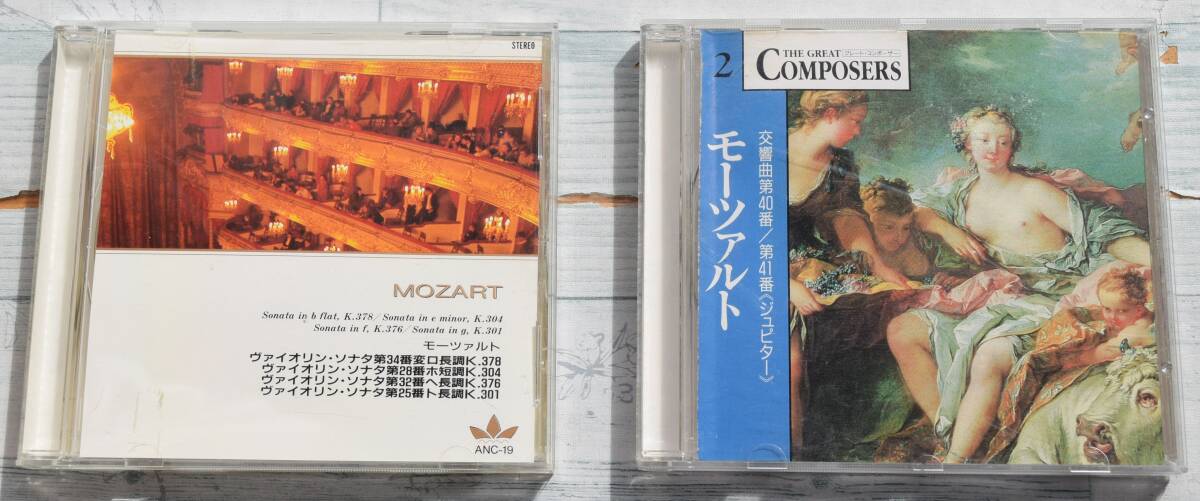 STEREO
MOZART
Sonata in b flat, K.378／Sonata in e minor, K.304
Sonata in f, K.376／Sonata in g, K.301
モーツァルト
ヴァイオリン・ソナタ第34番変ロ長調K.378
ヴァイオリン・ソナタ第28番ホ短調K.304
ヴァイオリン・ソナタ第32番ヘ長調K.376
ヴァイオリン・ソナタ第25番ト長調K.301
ANC-19
2
THE GREAT
グレート・コンポーザー
COMPOSERS
交響曲第40番／第41番《ジュピター》
モーツァルト